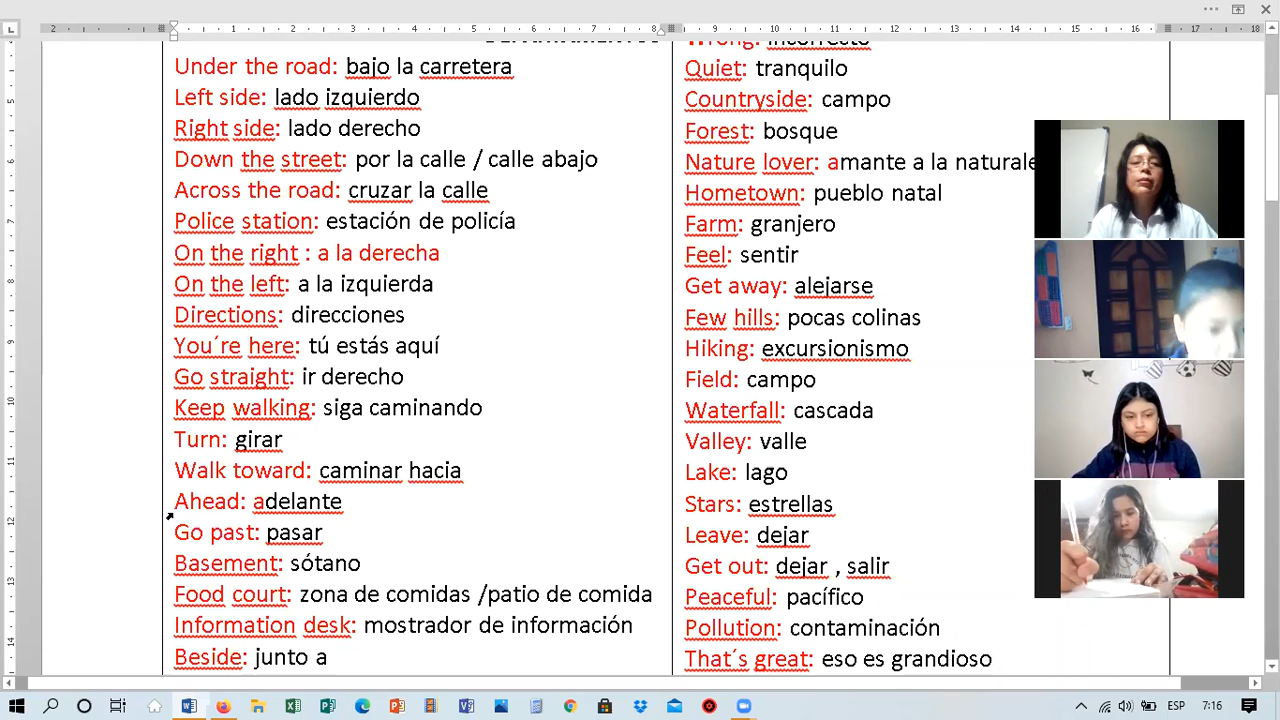 Under the road: bajo la carretera
Left side: lado izquierdo
Right side: lado derecho
Down the street: por la calle / calle abajo
Across the road: cruzar la calle
Police station: estación de policía
On the right : a la derecha
On the left: a la izquierda
Directions: direcciones
You´re here: tú estás aquí
Go straight: ir derecho
Keep walking: siga caminando
Turn: girar
Walk toward: caminar hacia
Ahead: adelante
Go past: pasar
Basement: sótano
Food court: zona de comidas /patio de comida
Information desk: mostrador de información
Beside: junto a
Wrong: incorrecto
Quiet: tranquilo
Countryside: campo
Forest: bosque
Nature lover: amante a la naturale
Hometown: pueblo natal
Farm: granjero
Feel: sentir
Get away: alejarse
Few hills: pocas colinas
Hiking: excursionismo
Field: campo
Waterfall: cascada
Valley: valle
Lake: lago
Stars: estrellas
Leave: dejar
Get out: dejar , salir
Peaceful: pacífico
Pollution: contaminación
That´s great: eso es grandioso
ESP 7:16